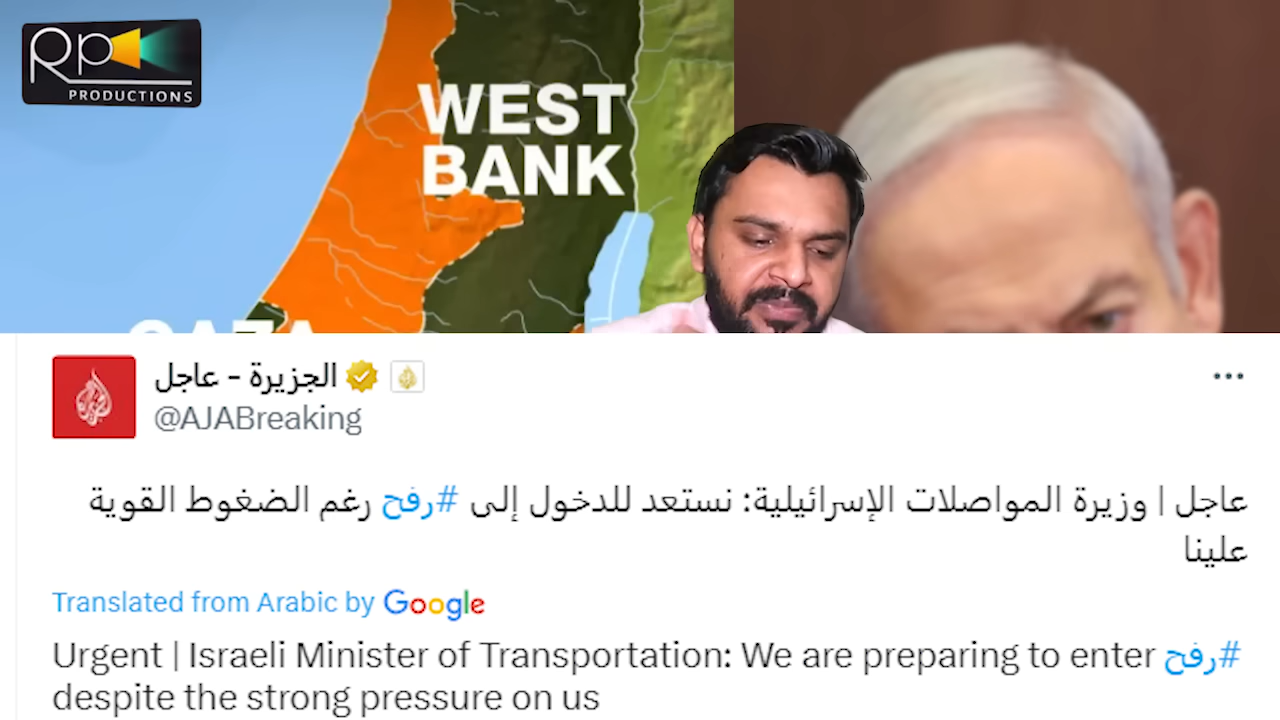 RP
PRODUCTIONS
WEST
BANK
GAZA
الجزيرة - عاجل
@AJABreaking
عاجل | وزيرة المواصلات الإسرائيلية: نستعد للدخول إلى #رفح رغم الضغوط القوية
علينا
Translated from Arabic by Google
Urgent | Israeli Minister of Transportation: We are preparing to enter #رفح
despite the strong pressure on us